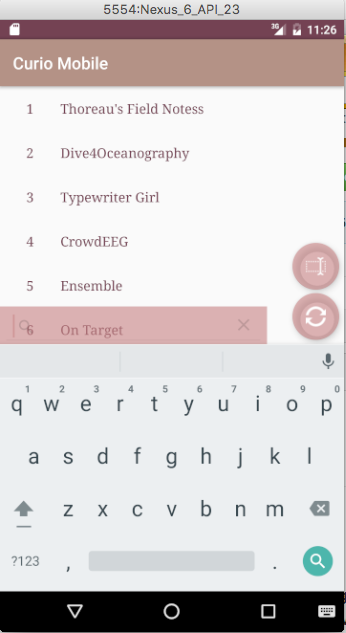 5554:Nexus_6_API_23
3G 11:26
Curio Mobile
1 Thoreau's Field Notess
2 Dive4Oceanography
3 Typewriter Girl
4 CrowdEEG
5 Ensemble
6 On Target
1 2 3 4 5 6 7 8 9 0
q w e r t y u i o p
a s d f g h j k l
z x c v b n m
?123 , .